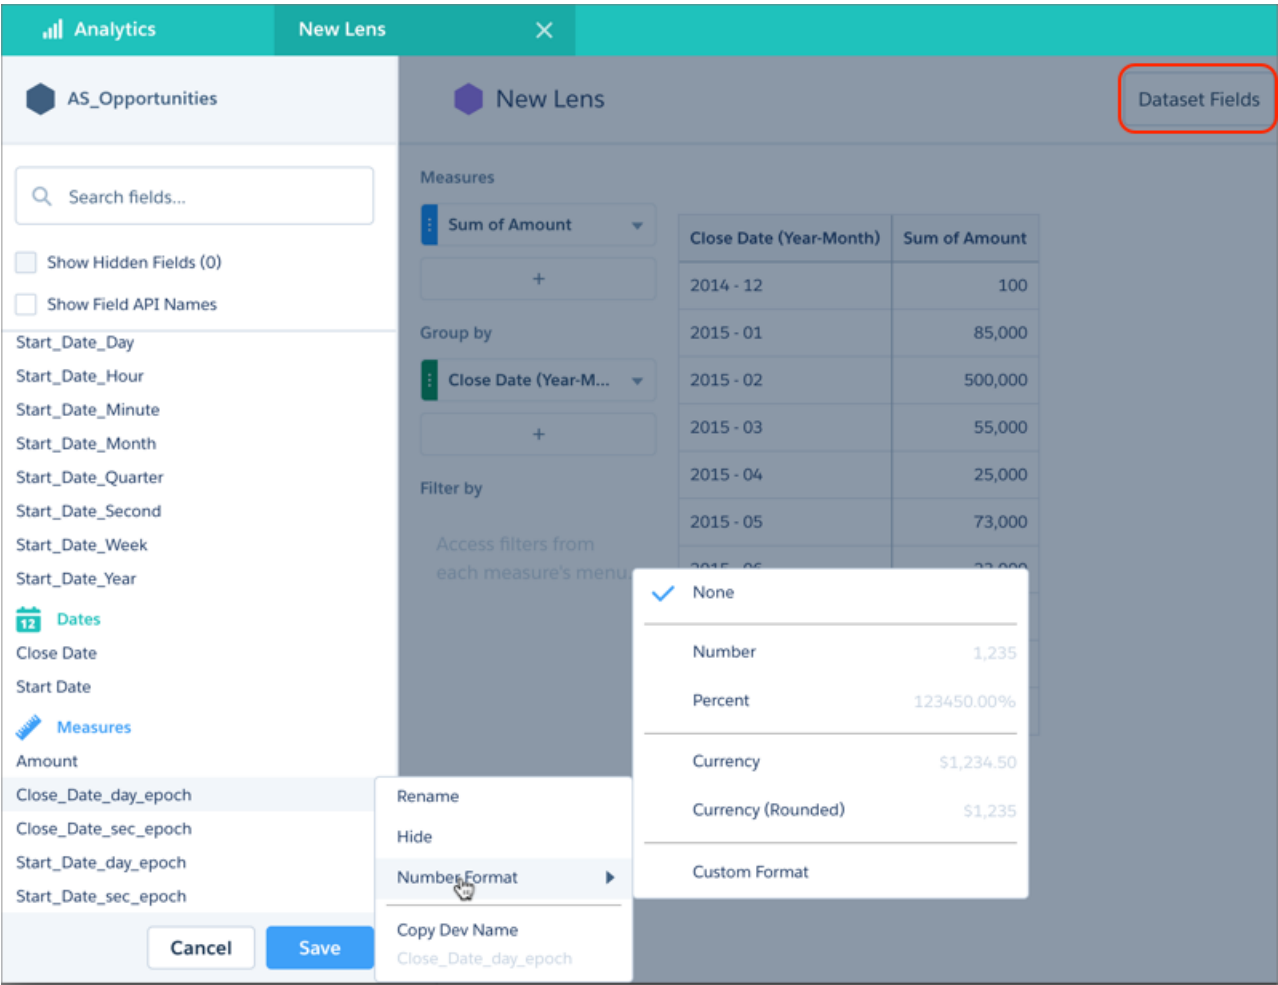 Analytics
New Lens
AS_Opportunities
New Lens
Dataset Fields
Search fields...
Show Hidden Fields (0)
Show Field API Names
Start_Date_Day
Start_Date_Hour
Start_Date_Minute
Start_Date_Month
Start_Date_Quarter
Start_Date_Second
Start_Date_Week
Start_Date_Year
12 Dates
Close Date
Start Date
Measures
Amount
Close_Date_day_epoch
Close_Date_sec_epoch
Start_Date_day_epoch
Start_Date_sec_epoch
Cancel Save
Measures
Sum of Amount
+
Group by
Close Date (Year-M...
+
Filter by
Access filters from
each measure's menu.
Close Date (Year-Month) Sum of Amount
2014 - 12 100
2015 - 01 85,000
2015 - 02 500,000
2015 - 03 55,000
2015 - 04 25,000
2015 - 05 73,000
Rename
Hide
Number Format
Copy Dev Name
Close_Date_day_epoch
None
Number 1,235
Percent 123450.00%
Currency $1,234.50
Currency (Rounded) $1,235
Custom Format